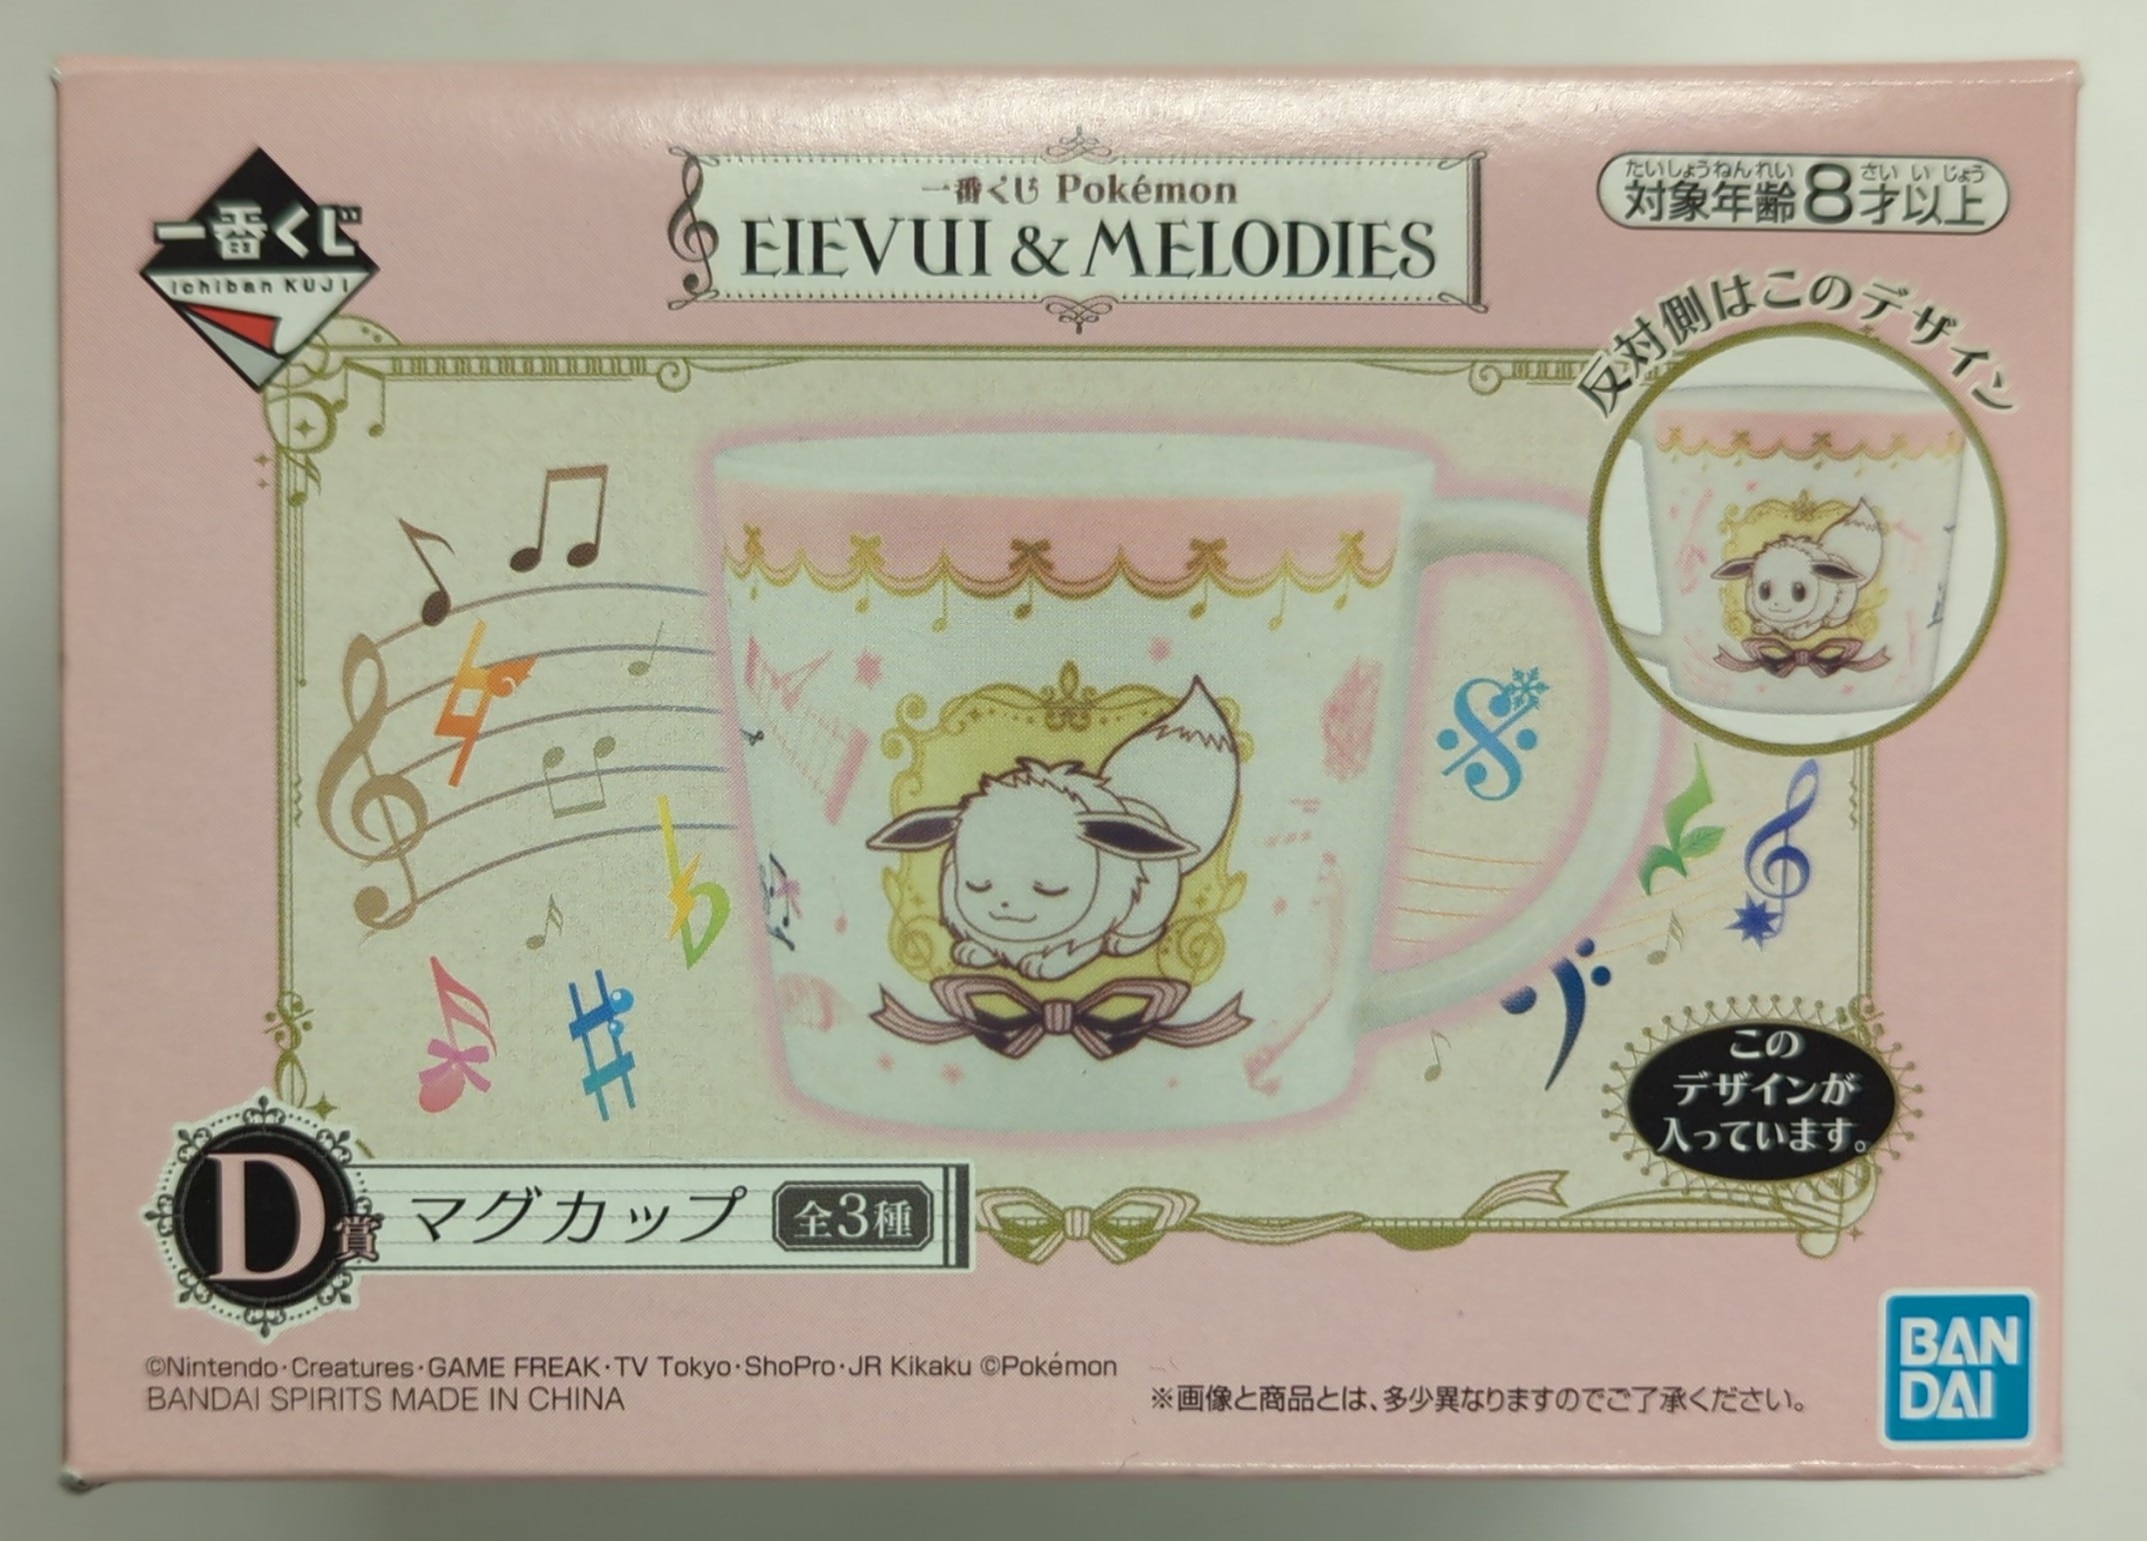 一番くじ
ichiban KUJI
一番くじ Pokémon
EIEVUI & MELODIES
たいしょうねんれい さい い じょう
対象年齢8才以上
反対側はこのデザイン
この
デザインが
入っています。
D賞 マグカップ 全3種
©Nintendo・Creatures・GAME FREAK・TV Tokyo・ShoPro・JR Kikaku ©Pokémon
BANDAI SPIRITS MADE IN CHINA
※画像と商品とは、多少異なりますのでご了承ください。
BAN
DAI